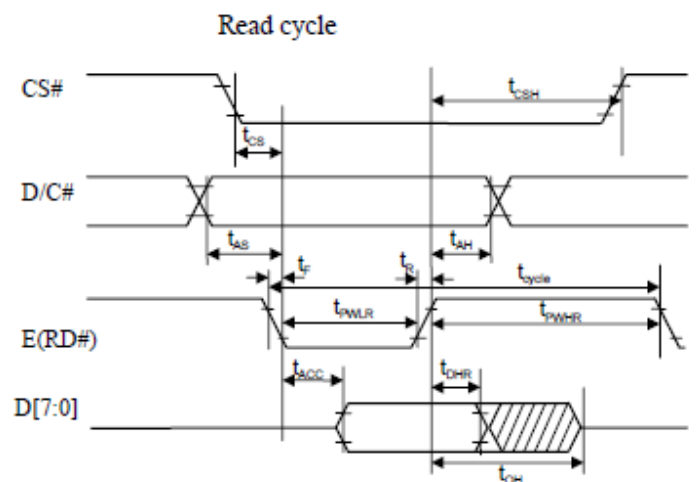 Read cycle
CS#
tCSH
tCS
D/C#
tAS
tAH
tF
tR
tcycle
E(RD#)
tPWLR
tPWHR
tACC
tDHR
D[7:0]
tOH